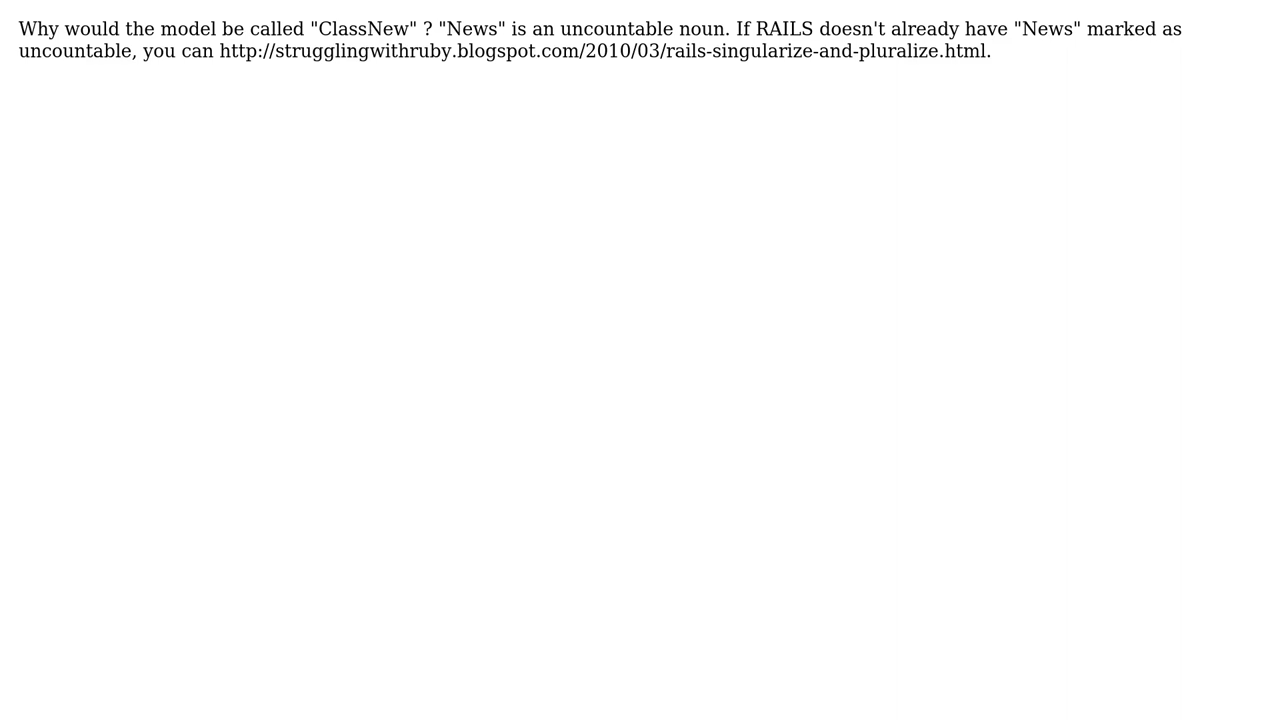 Why would the model be called "ClassNew" ? "News" is an uncountable noun. If RAILS doesn't already have "News" marked as
uncountable, you can http://strugglingwithruby.blogspot.com/2010/03/rails-singularize-and-pluralize.html.